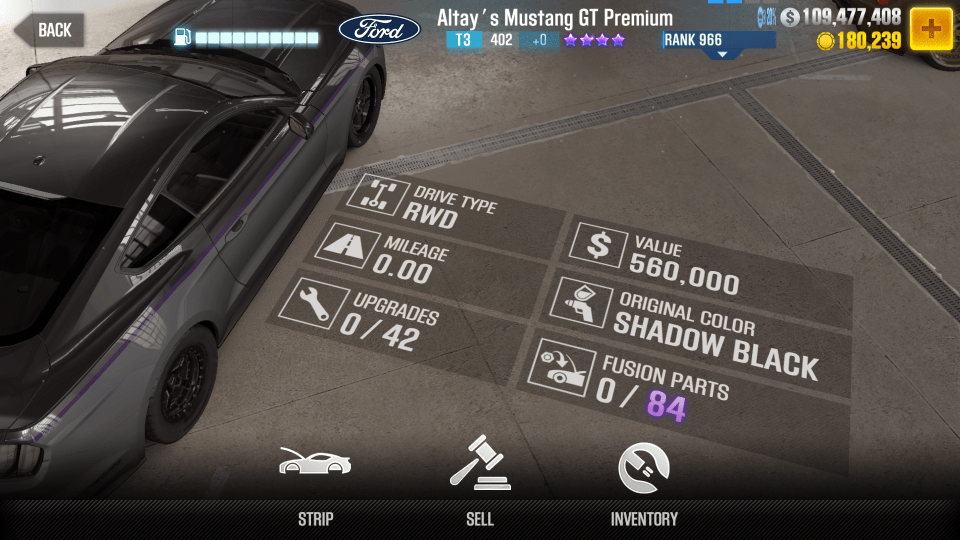 BACK
Ford
Altay's Mustang GT Premium
T3 402 +0
RANK 966
109,477,408
180,239
DRIVE TYPE
RWD
MILEAGE
0.00
UPGRADES
0 / 42
VALUE
560,000
ORIGINAL COLOR
SHADOW BLACK
FUSION PARTS
0 / 84
STRIP
SELL
INVENTORY